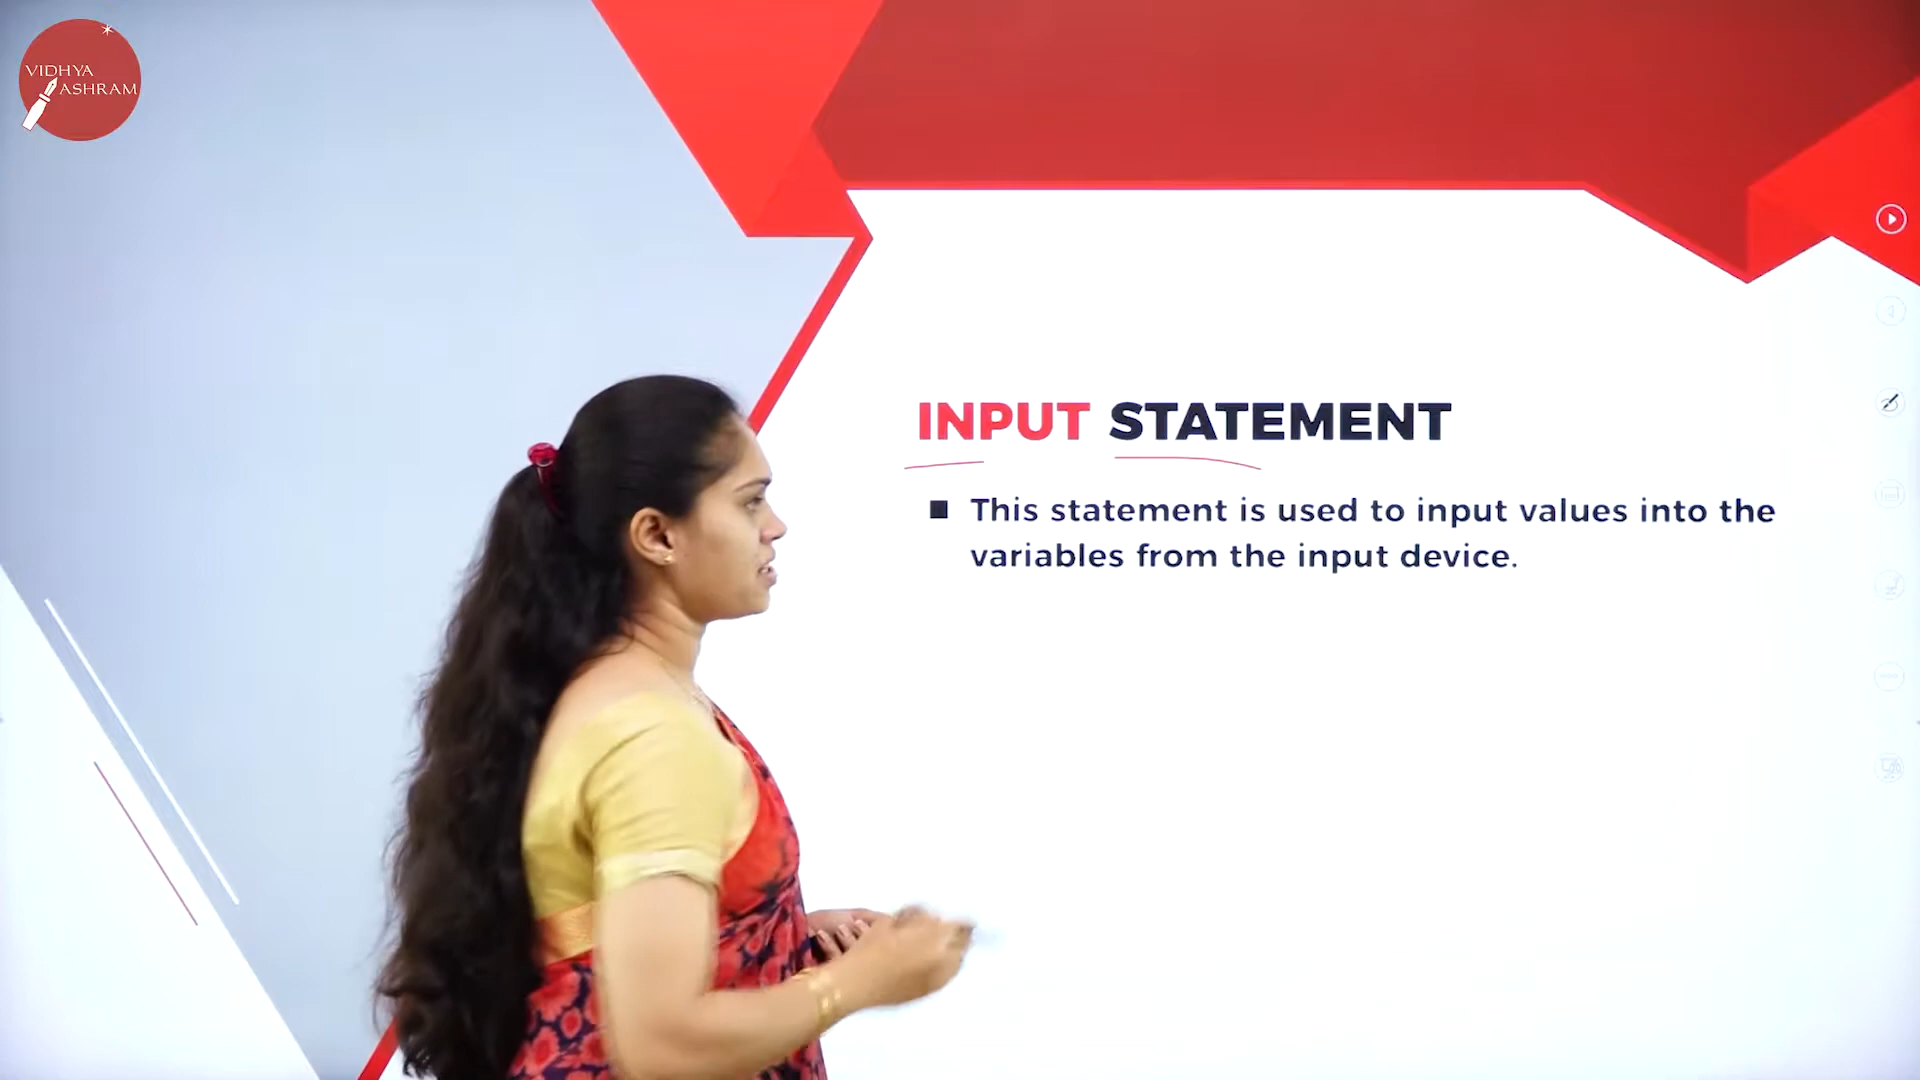 VIDHYA
ASHRAM
INPUT STATEMENT
■ This statement is used to input values into the
variables from the input device.